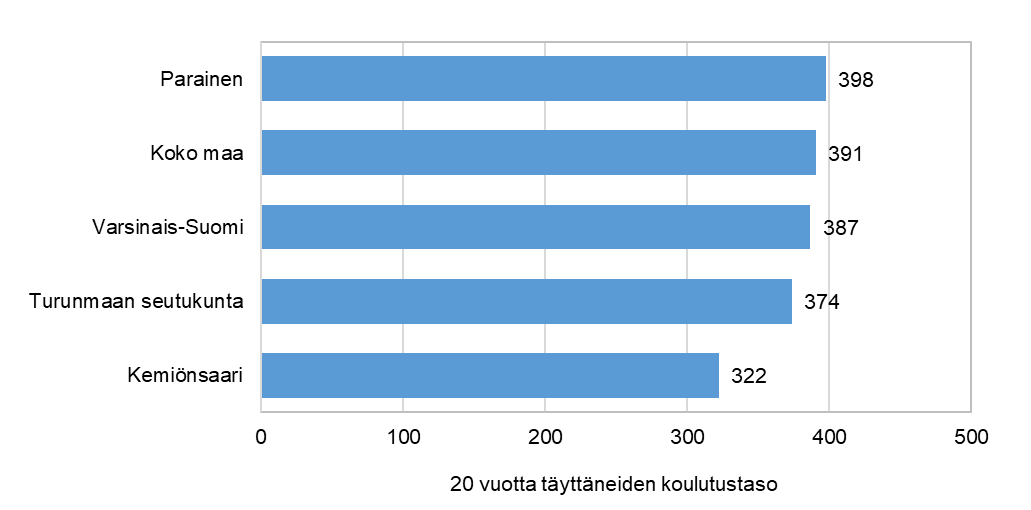 Parainen 398
Koko maa 391
Varsinais-Suomi 387
Turunmaan seutukunta 374
Kemiönsaari 322
0 100 200 300 400 500
20 vuotta täyttäneiden koulutustaso